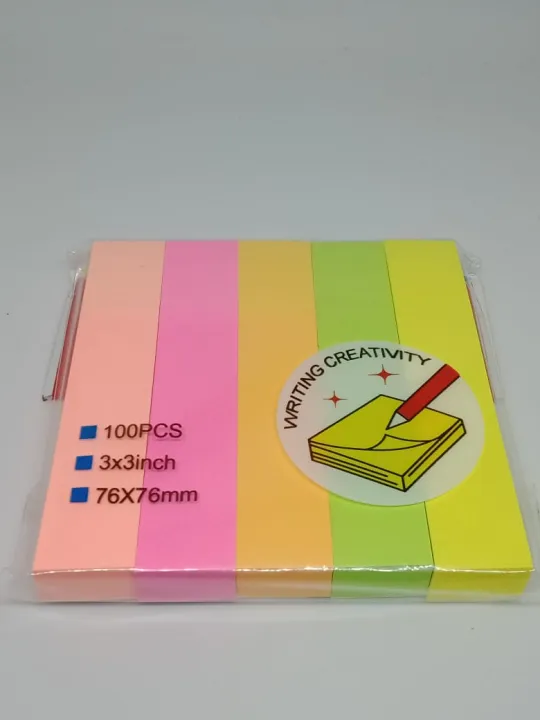 WRITING CREATIVITY
100PCS
3x3inch
76X76mm